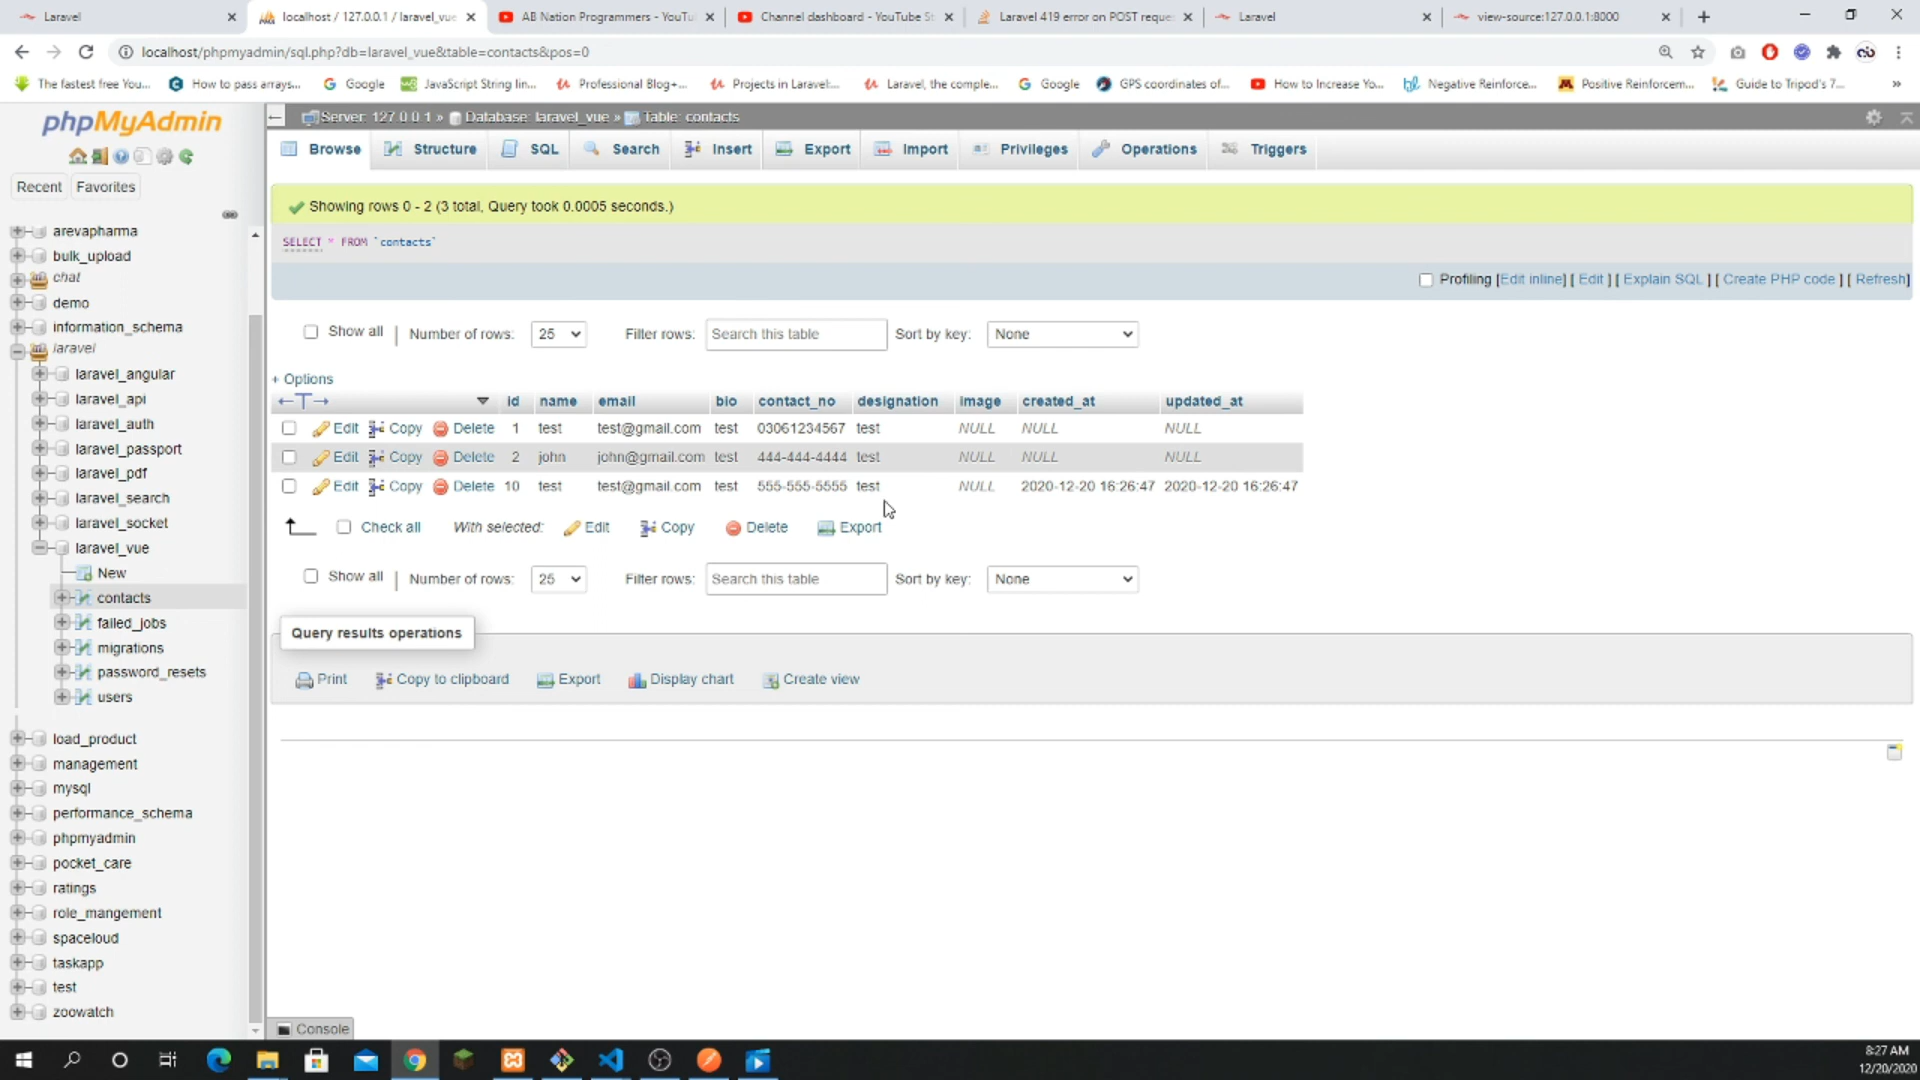 Laravel
localhost / 127.0.0.1 / laravel_vue
AB Nation Programmers - YouTu
Channel dashboard - YouTube St
Laravel 419 error on POST reque
Laravel
view-source:127.0.0.1:8000
localhost/phpmyadmin/sql.php?db=laravel_vue&table=contacts&pos=0
The fastest free You...
How to pass arrays...
Google
JavaScript String lin...
Professional Blog+...
Projects in Laravel:...
Laravel, the comple...
Google
GPS coordinates of...
How to Increase Yo...
Negative Reinforce...
Positive Reinforcem...
Guide to Tripod's 7...
»
phpMyAdmin
Recent Favorites
arevapharma
bulk_upload
chat
demo
information_schema
laravel
laravel_angular
laravel_api
laravel_auth
laravel_passport
laravel_pdf
laravel_search
laravel_socket
laravel_vue
New
contacts
failed_jobs
migrations
password_resets
users
load_product
management
mysql
performance_schema
phpmyadmin
pocket_care
ratings
role_mangement
spaceloud
taskapp
test
zoowatch
Server: 127.0.0.1 » Database: laravel_vue » Table: contacts
Browse Structure SQL Search Insert Export Import Privileges Operations Triggers
Showing rows 0 - 2 (3 total, Query took 0.0005 seconds.)
SELECT * FROM `contacts`
Profiling [Edit inline] [ Edit ] [ Explain SQL ] [ Create PHP code ] [ Refresh]
Show all | Number of rows: 25 Filter rows: Search this table Sort by key: None
+ Options
←T→ id name email bio contact_no designation image created_at updated_at
Edit Copy Delete 1 test test@gmail.com test 03061234567 test NULL NULL NULL
Edit Copy Delete 2 john john@gmail.com test 444-444-4444 test NULL NULL NULL
Edit Copy Delete 10 test test@gmail.com test 555-555-5555 test NULL 2020-12-20 16:26:47 2020-12-20 16:26:47
Check all With selected: Edit Copy Delete Export
Show all | Number of rows: 25 Filter rows: Search this table Sort by key: None
Query results operations
Print Copy to clipboard Export Display chart Create view
Console
8:27 AM
12/20/2020